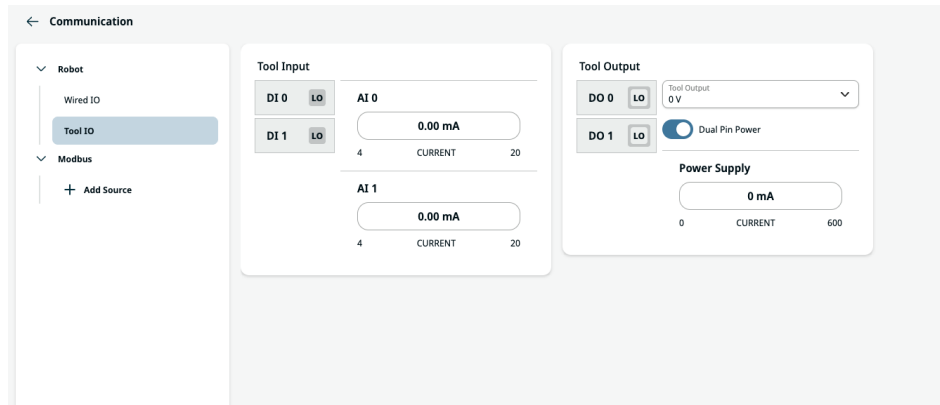 Communication
Robot
Wired IO
Tool IO
Modbus
Add Source
Tool Input
DI 0 LO
DI 1 LO
AI 0
0.00 mA
4 CURRENT 20
AI 1
0.00 mA
4 CURRENT 20
Tool Output
DO 0 LO
DO 1 LO
Tool Output
0 V
Dual Pin Power
Power Supply
0 mA
0 CURRENT 600